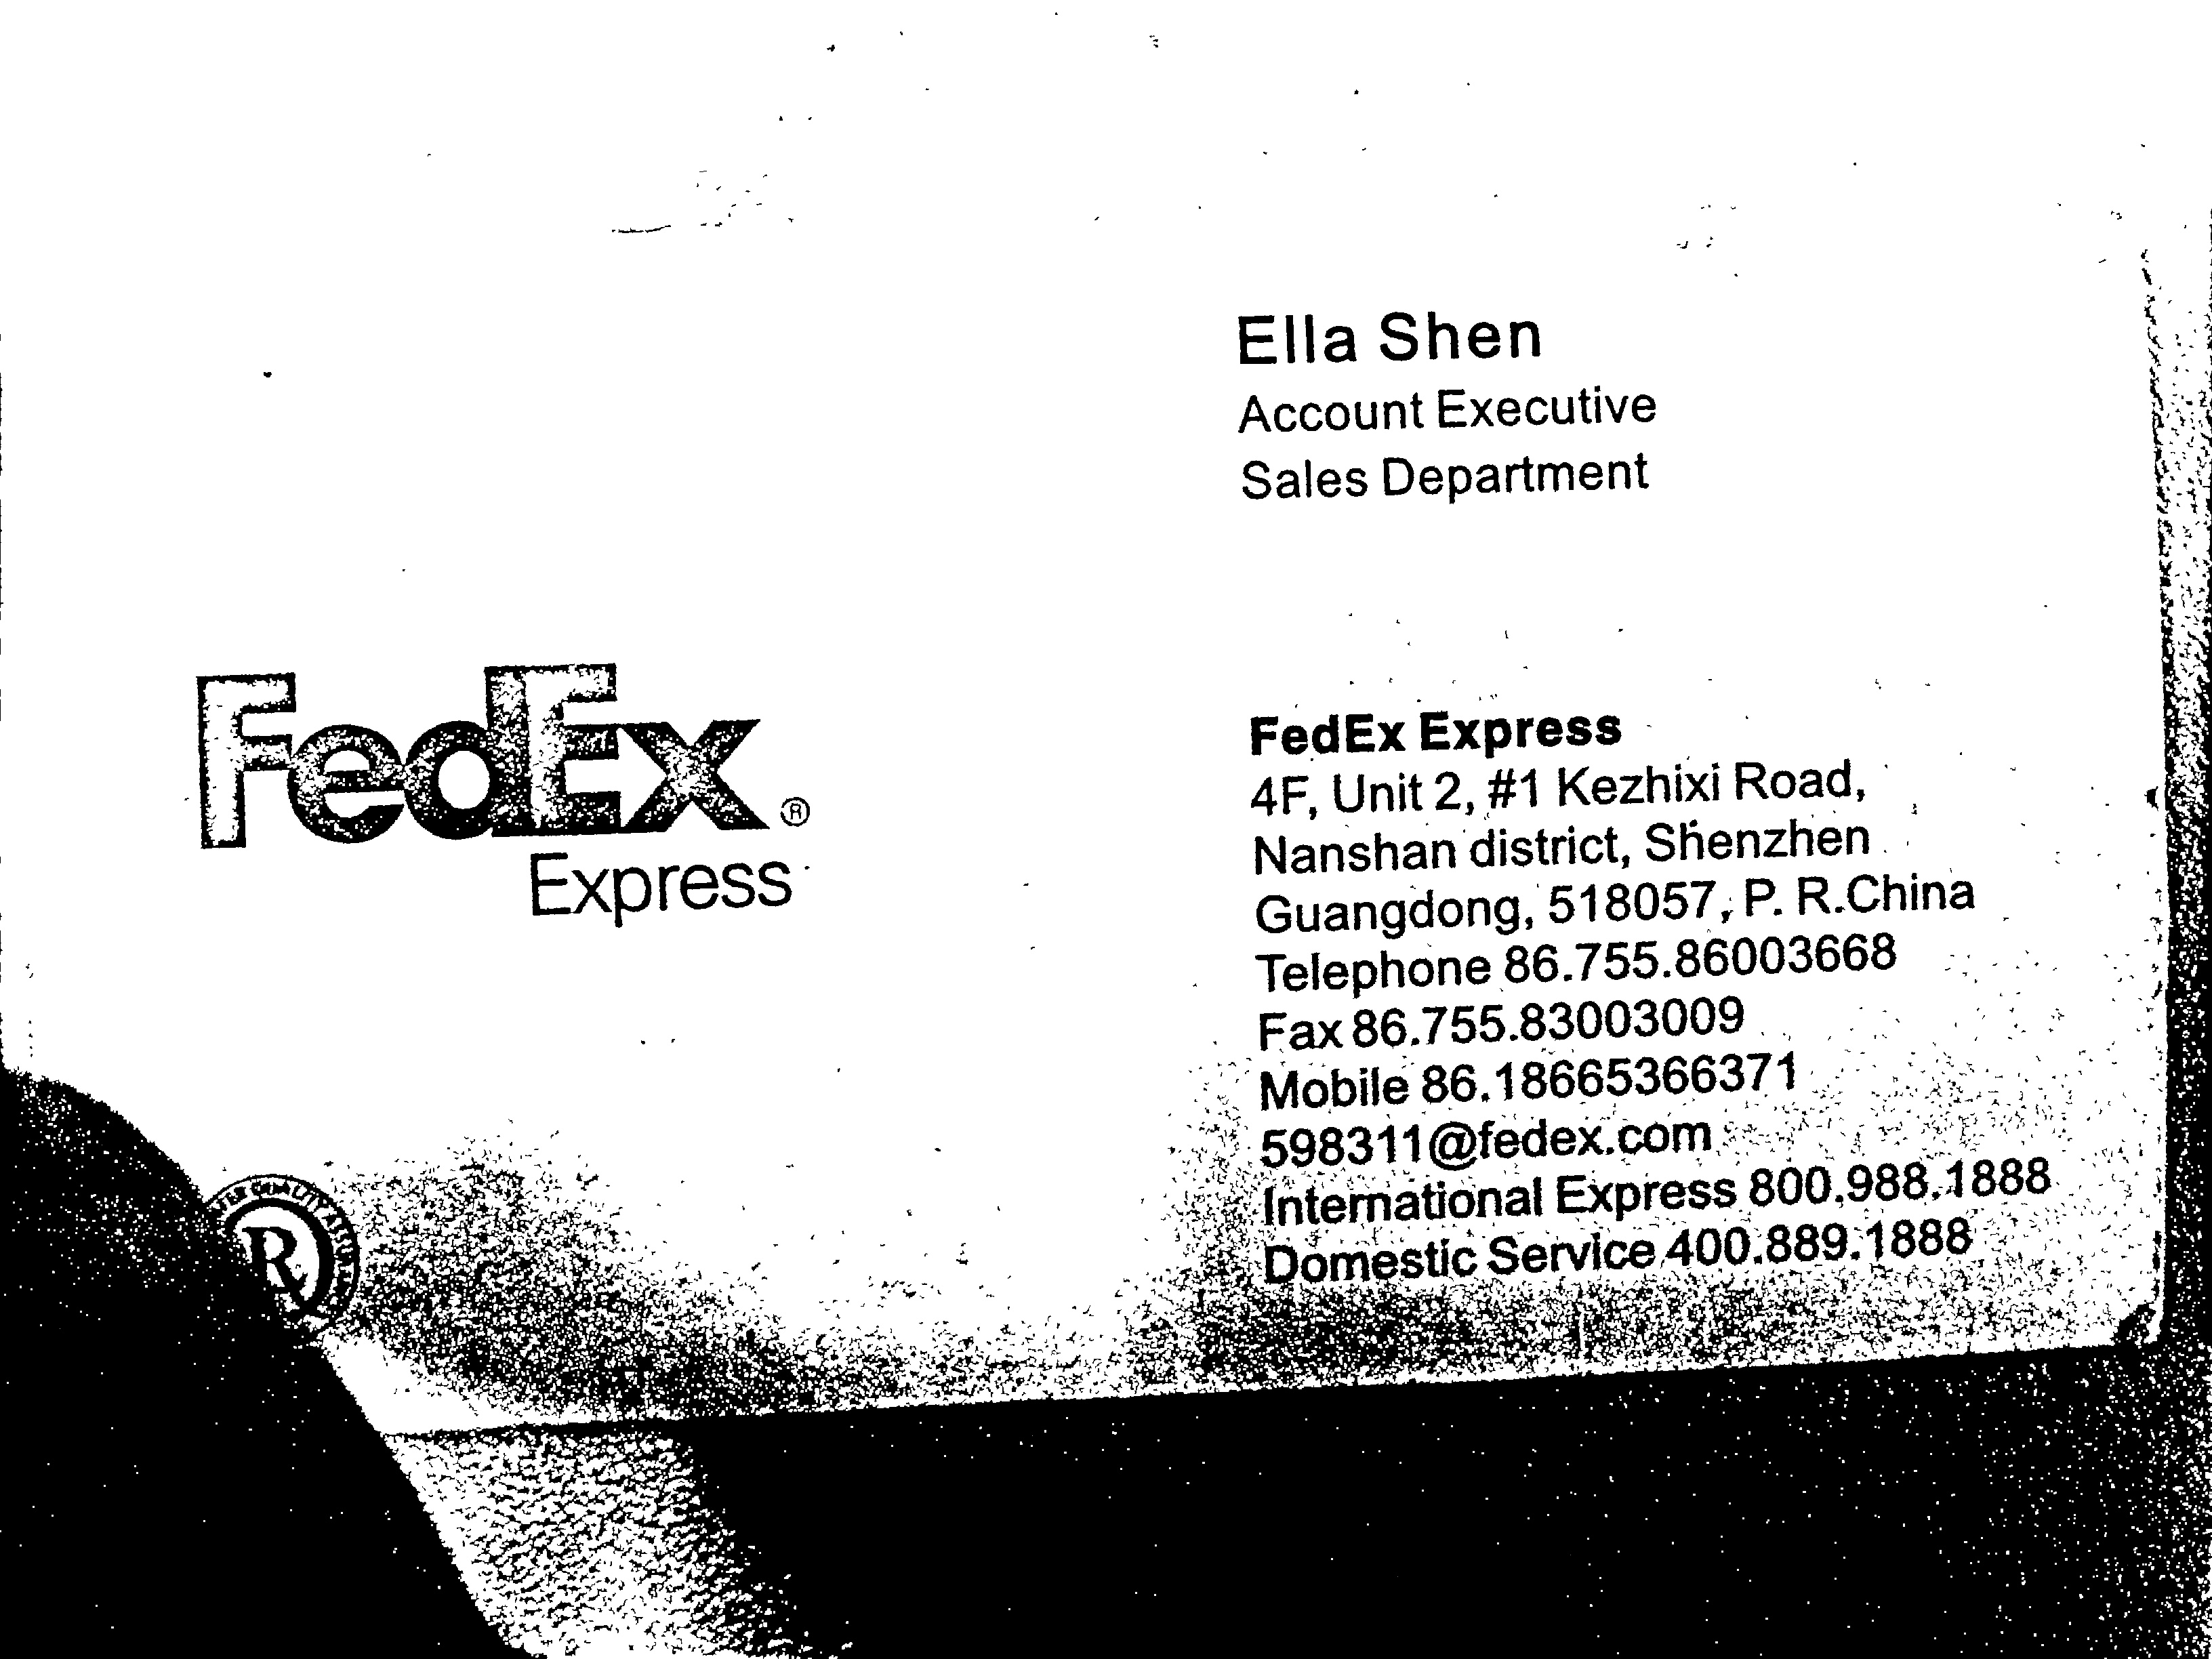 Ella Shen
Account Executive
Sales Department
FedEx®
Express
FedEx Express
4F, Unit 2, #1 Kezhixi Road,
Nanshan district, Shenzhen
Guangdong, 518057, P. R.China
Telephone 86.755.86003668
Fax 86.755.83003009
Mobile 86.18665366371
598311@fedex.com
International Express 800.988.1888
Domestic Service 400.889.1888
R
QUALITY